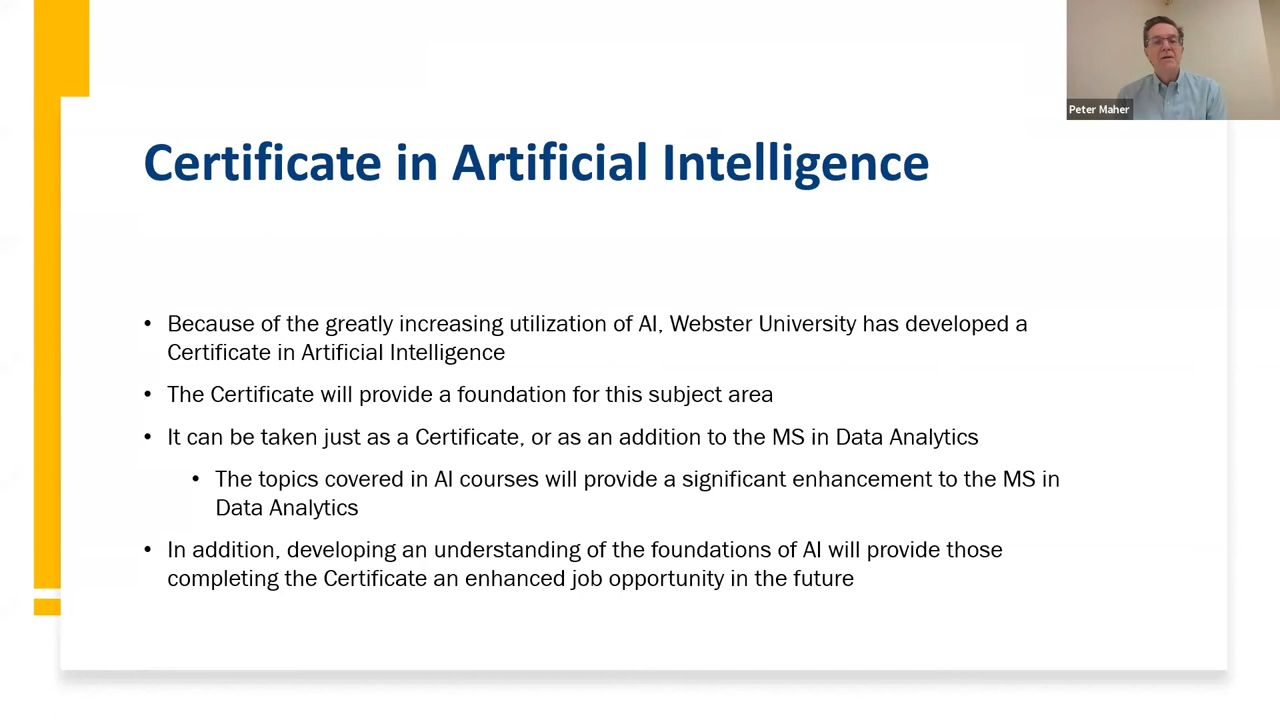 Peter Maher
Certificate in Artificial Intelligence
• Because of the greatly increasing utilization of AI, Webster University has developed a
Certificate in Artificial Intelligence
• The Certificate will provide a foundation for this subject area
• It can be taken just as a Certificate, or as an addition to the MS in Data Analytics
• The topics covered in AI courses will provide a significant enhancement to the MS in
Data Analytics
• In addition, developing an understanding of the foundations of AI will provide those
completing the Certificate an enhanced job opportunity in the future